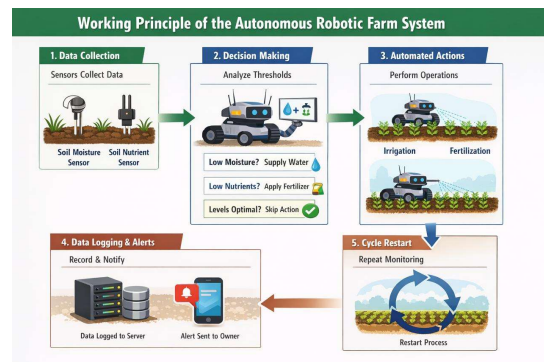 Working Principle of the Autonomous Robotic Farm System
1. Data Collection
Sensors Collect Data
Soil Moisture
Sensor
Soil Nutrient
Sensor
2. Decision Making
Analyze Thresholds
Low Moisture? Supply Water
Low Nutrients? Apply Fertilizer
Levels Optimal? Skip Action
3. Automated Actions
Perform Operations
Irrigation
Fertilization
4. Data Logging & Alerts
Record & Notify
Data Logged to Server
Alert Sent to Owner
5. Cycle Restart
Repeat Monitoring
Restart Process